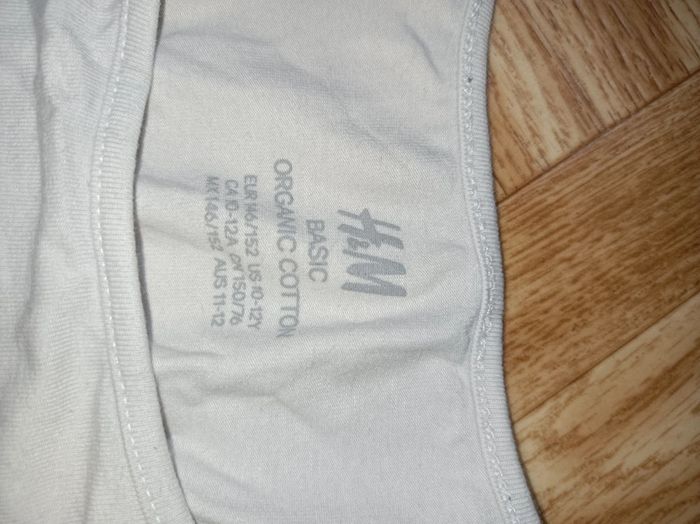 H&M
BASIC
ORGANIC COTTON
EUR 146/152 US 10-12Y
CA 10-12A CN 150/76
MX 146/152 AUS 11-12